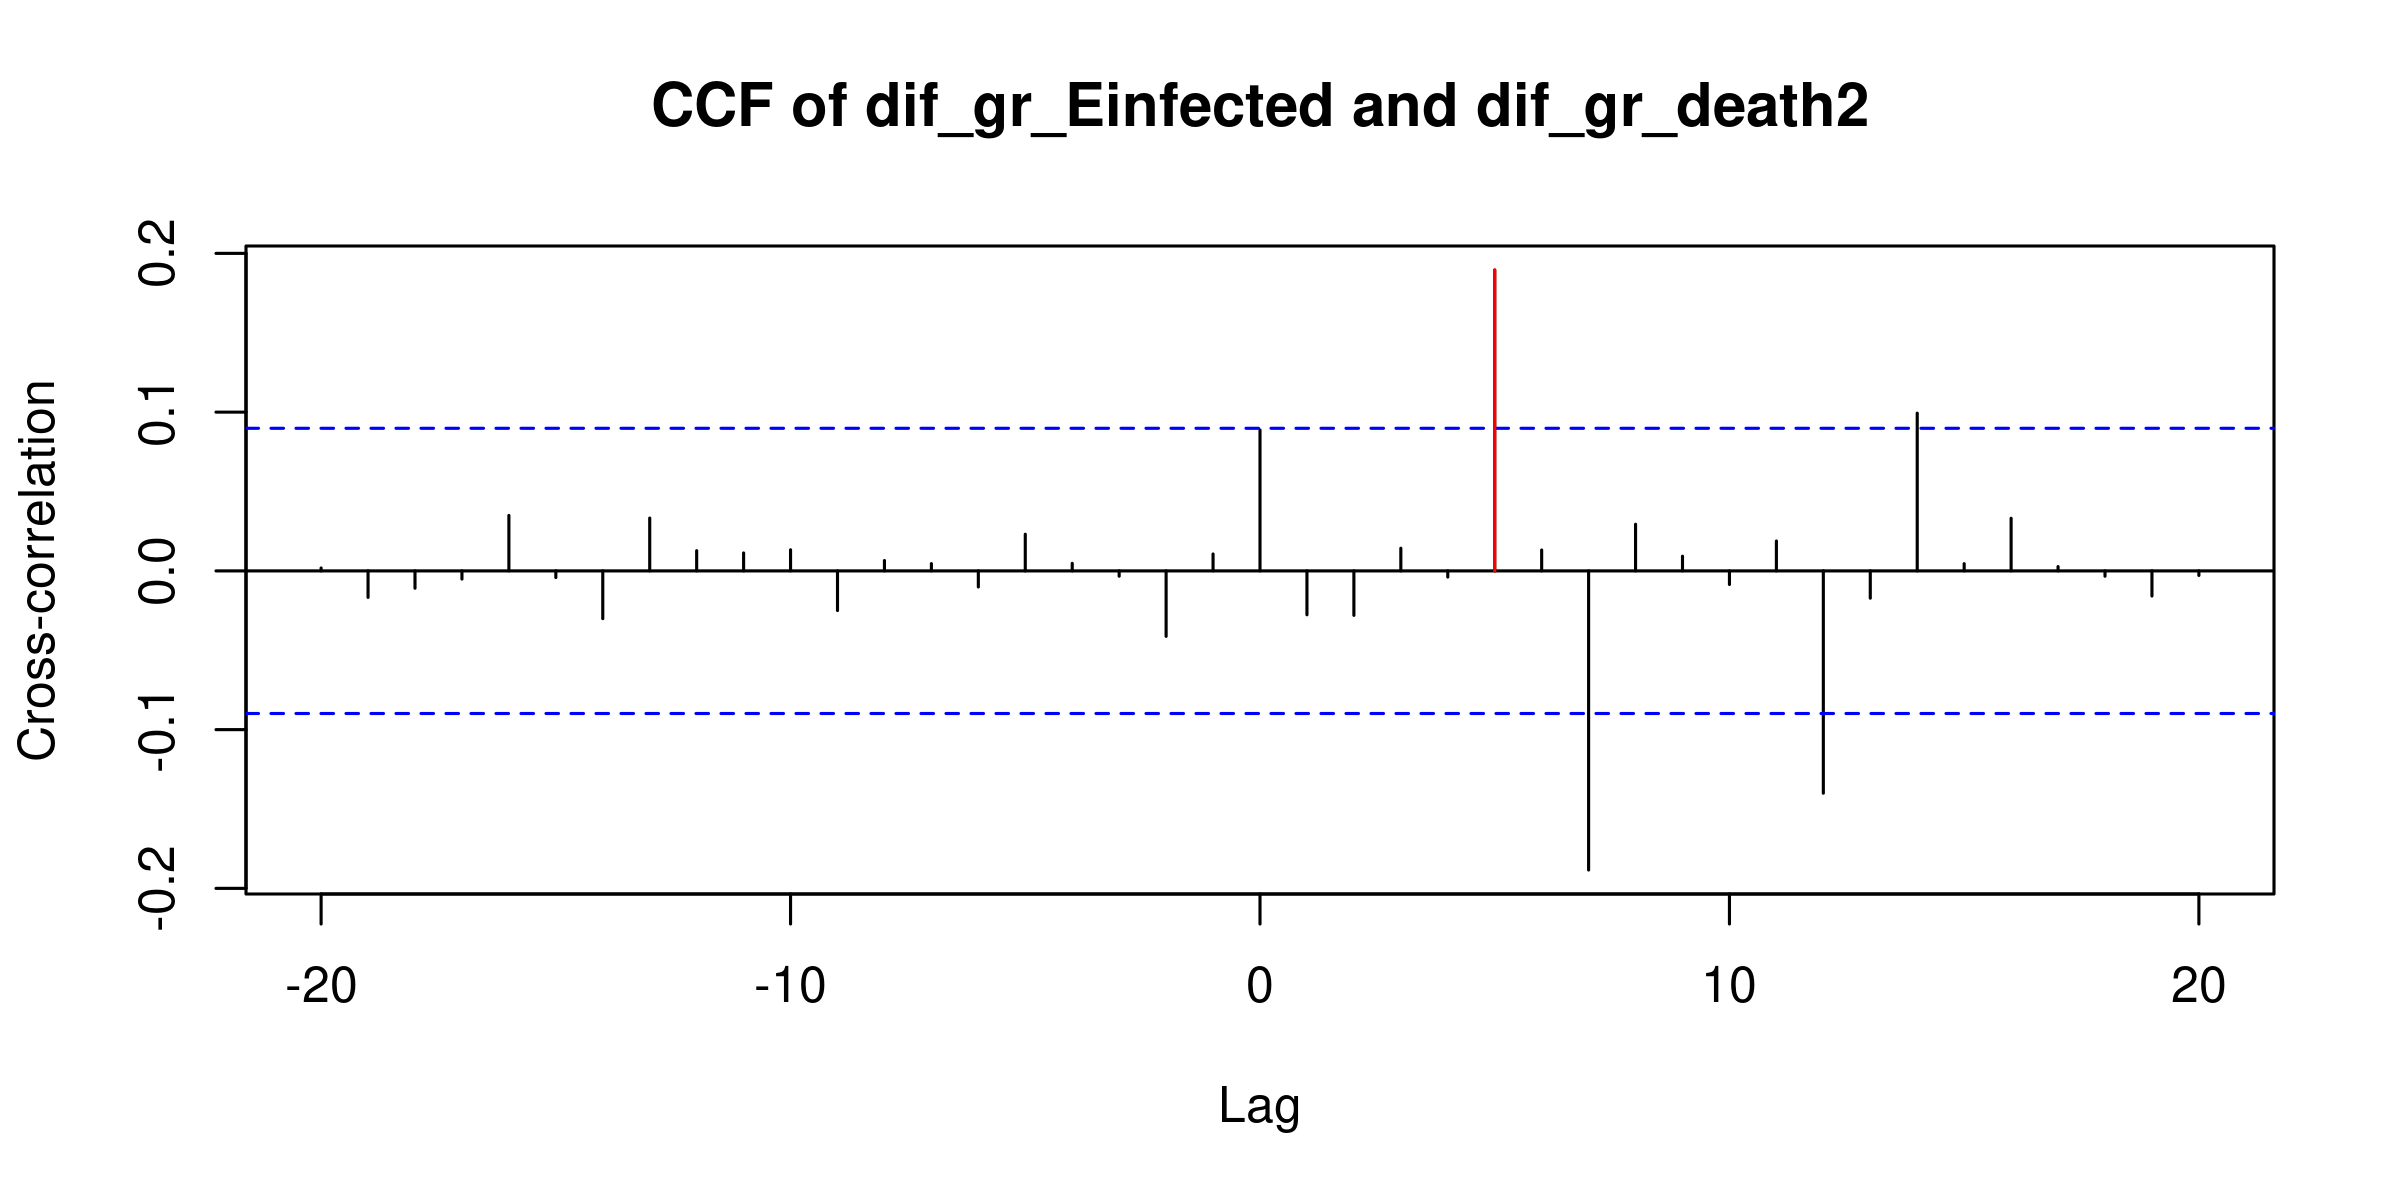 CCF of dif_gr_Einfected and dif_gr_death2
Cross-correlation
0.2
0.1
0.0
-0.1
-0.2
-20 -10 0 10 20
Lag